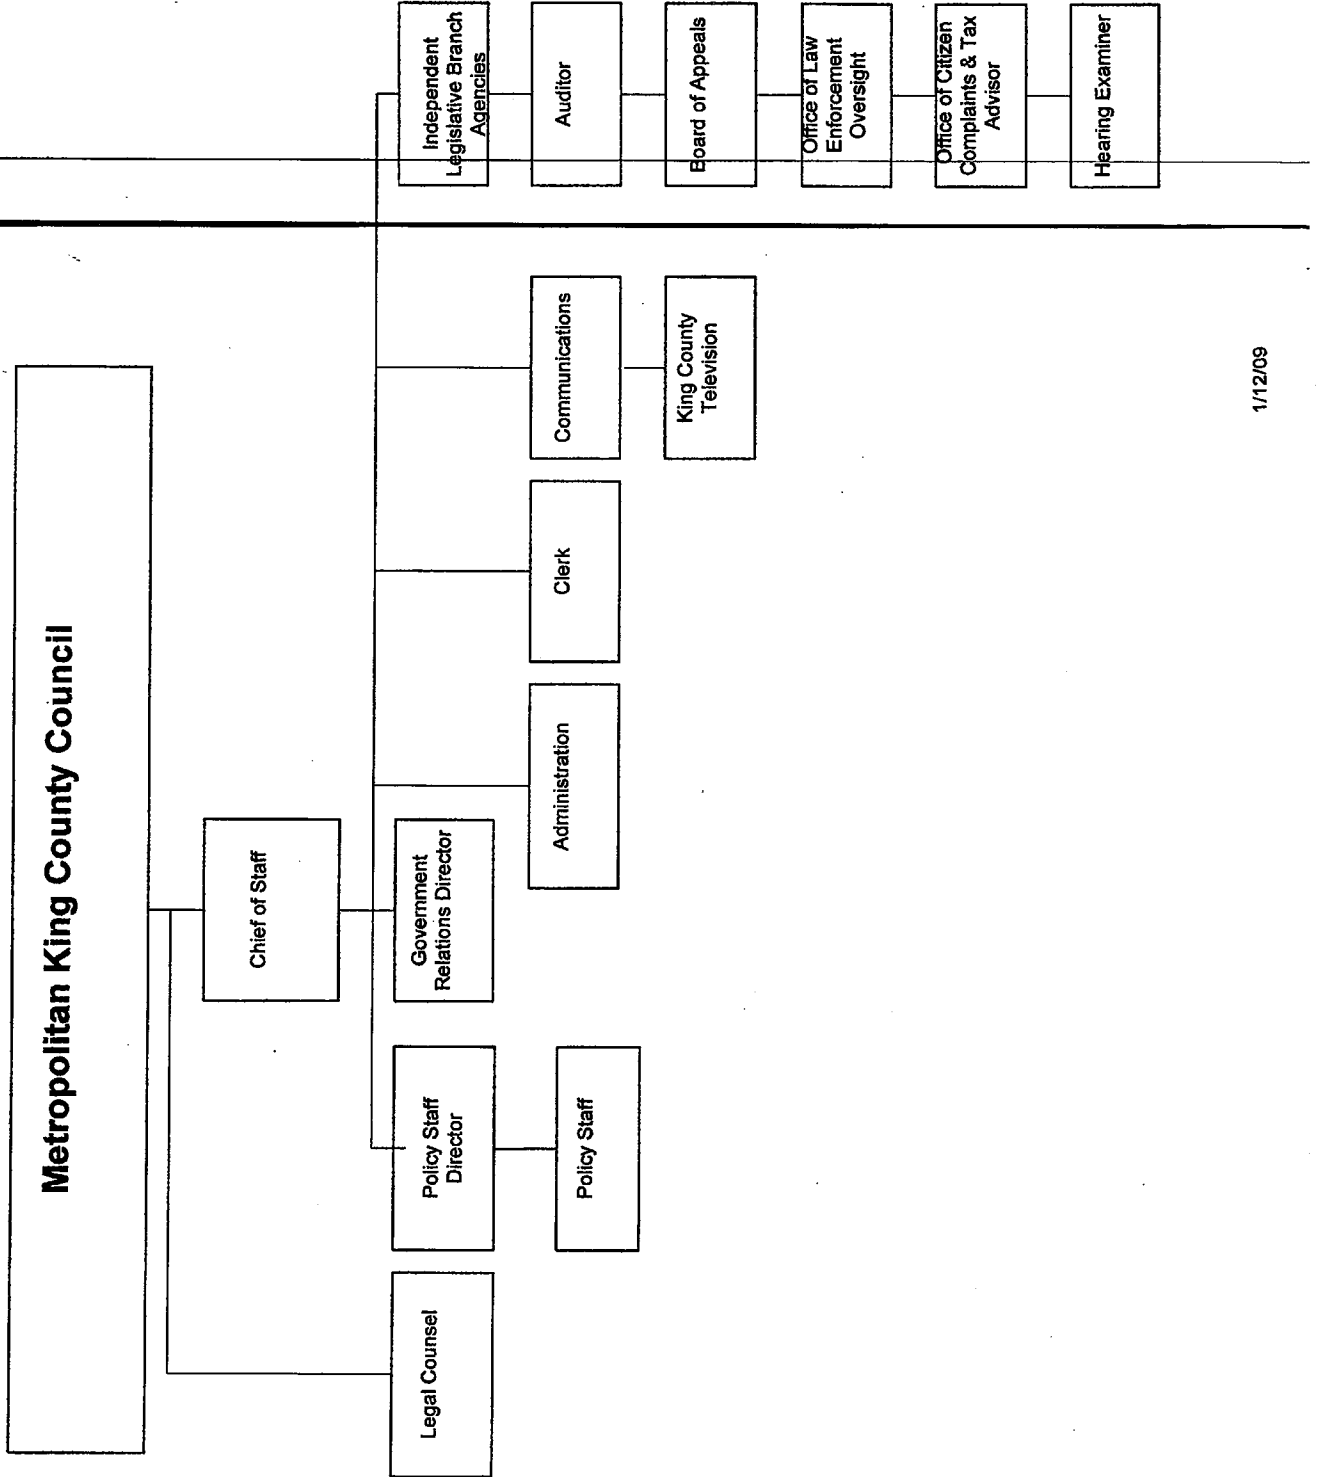 Metropolitan King County Council
Chief of Staff
Legal Counsel
Policy Staff
Director
Government
Relations Director
Independent
Legislative Branch
Agencies
Policy Staff
Administration
Clerk
Communications
Auditor
King County
Television
Board of Appeals
Office of Law
Enforcement
Oversight
Office of Citizen
Complaints & Tax
Advisor
Hearing Examiner
1/12/09